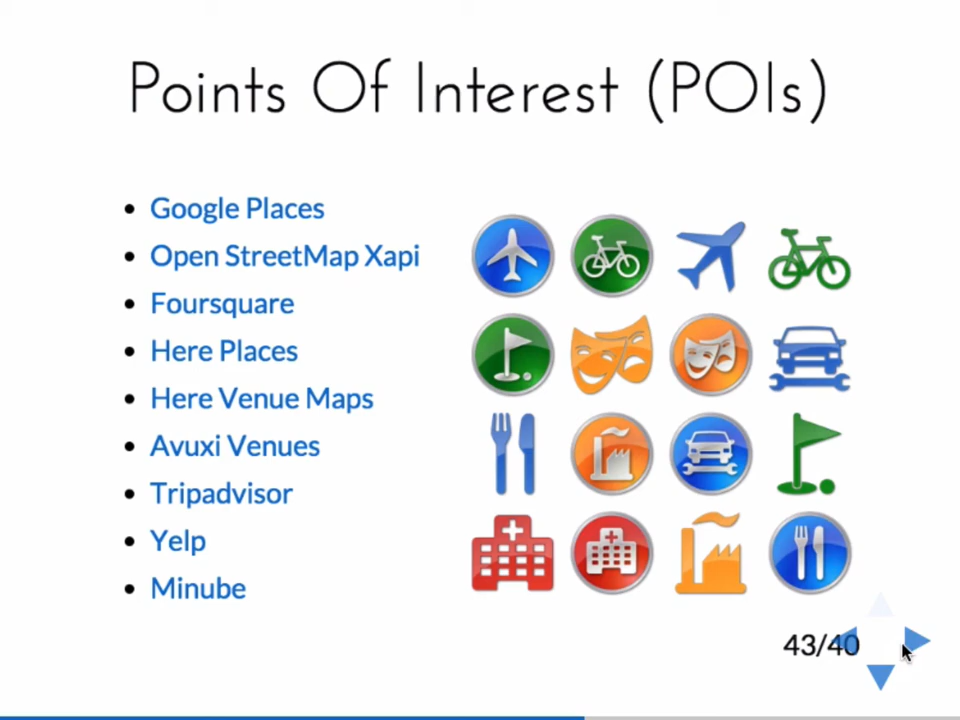 Points Of Interest (POIs)
Google Places
Open StreetMap Xapi
Foursquare
Here Places
Here Venue Maps
Avuxi Venues
Tripadvisor
Yelp
Minube
43/40